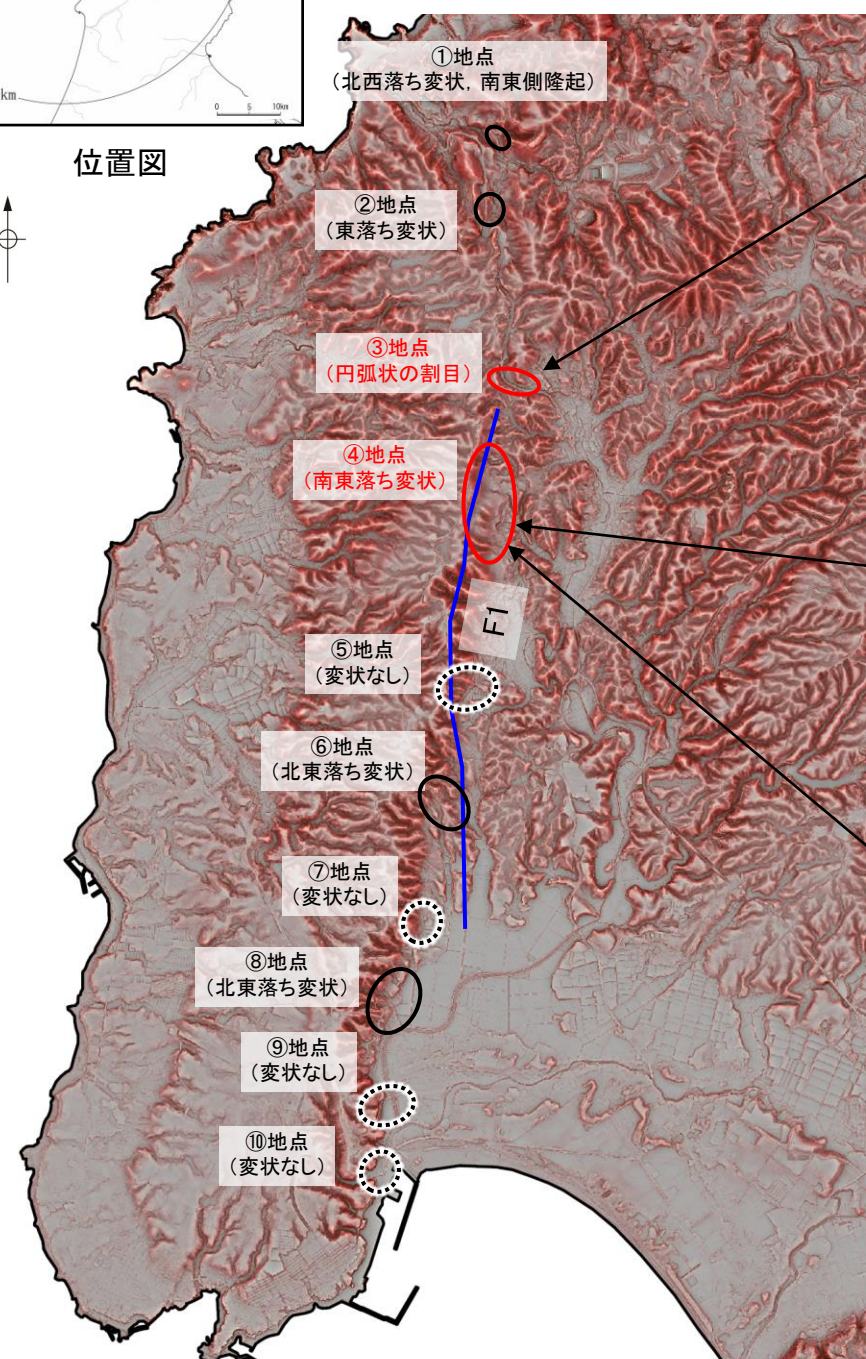 km
0 5 10km
位置図
①地点
(北西落ち変状, 南東側隆起)
②地点
(東落ち変状)
③地点
(円弧状の割目)
④地点
(南東落ち変状)
F1
⑤地点
(変状なし)
⑥地点
(北東落ち変状)
⑦地点
(変状なし)
⑧地点
(北東落ち変状)
⑨地点
(変状なし)
⑩地点
(変状なし)